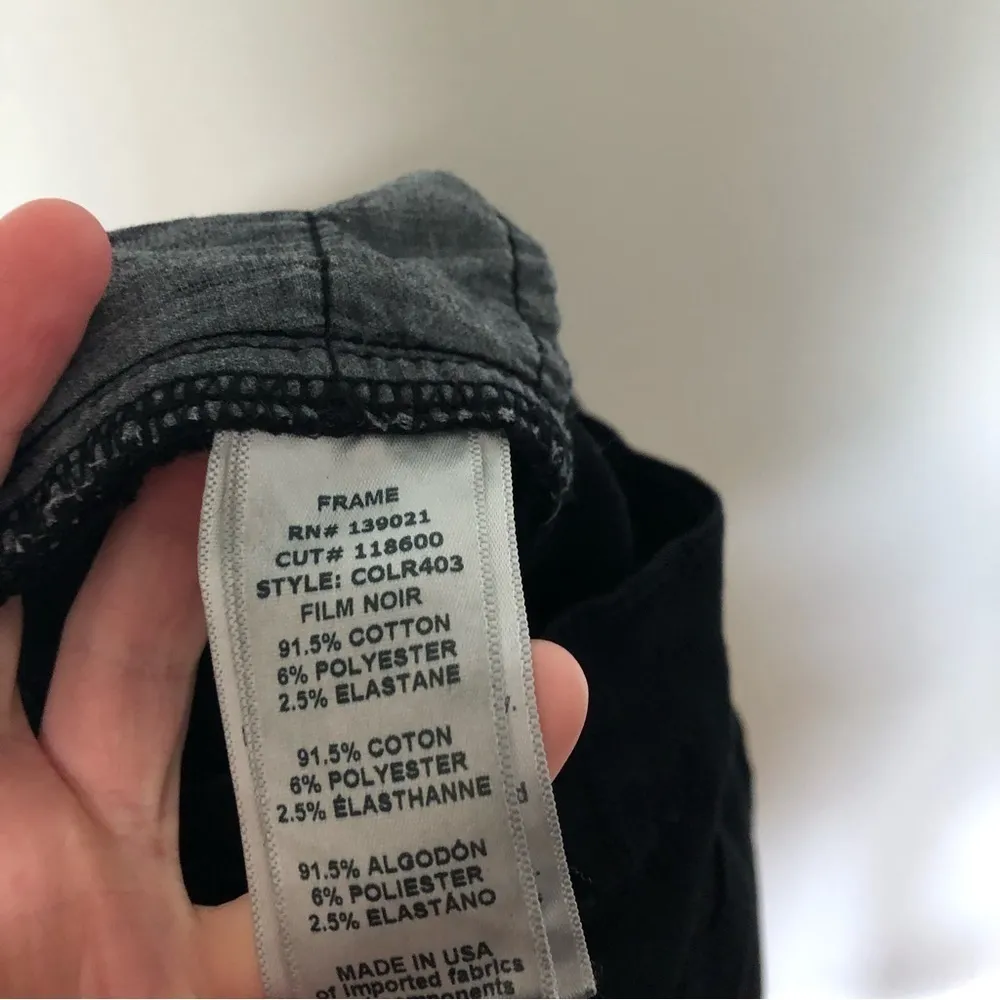 FRAME
RN# 139021
CUT# 118600
STYLE: COLR403
FILM NOIR
91.5% COTTON
6% POLYESTER
2.5% ELASTANE
91.5% COTON
6% POLYESTER
2.5% ÉLASTHANNE
91.5% ALGODÓN
6% POLIESTER
2.5% ELASTÁNO
MADE IN USA
of imported fabrics